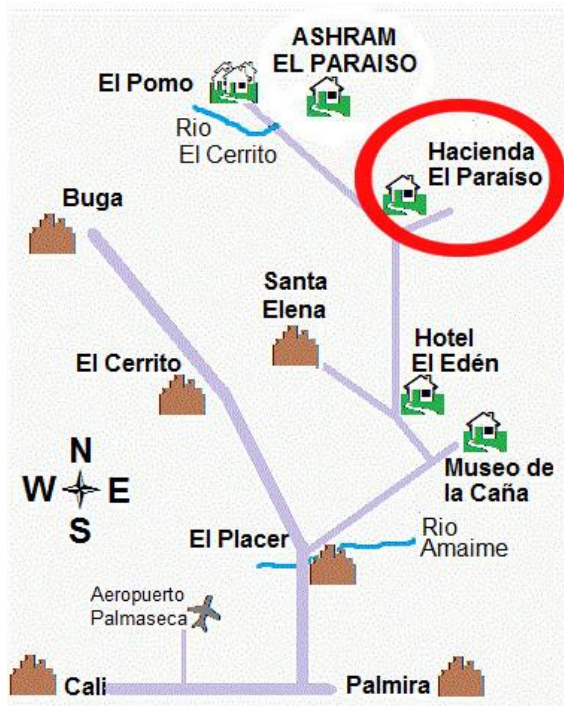 ASHRAM
EL PARAISO
El Pomo
Rio
El Cerrito
Hacienda
El Paraíso
Buga
Santa
Elena
Hotel
El Edén
El Cerrito
N
W E
S
Museo de
la Caña
El Placer
Rio
Amaime
Aeropuerto
Palmaseca
Cali
Palmira